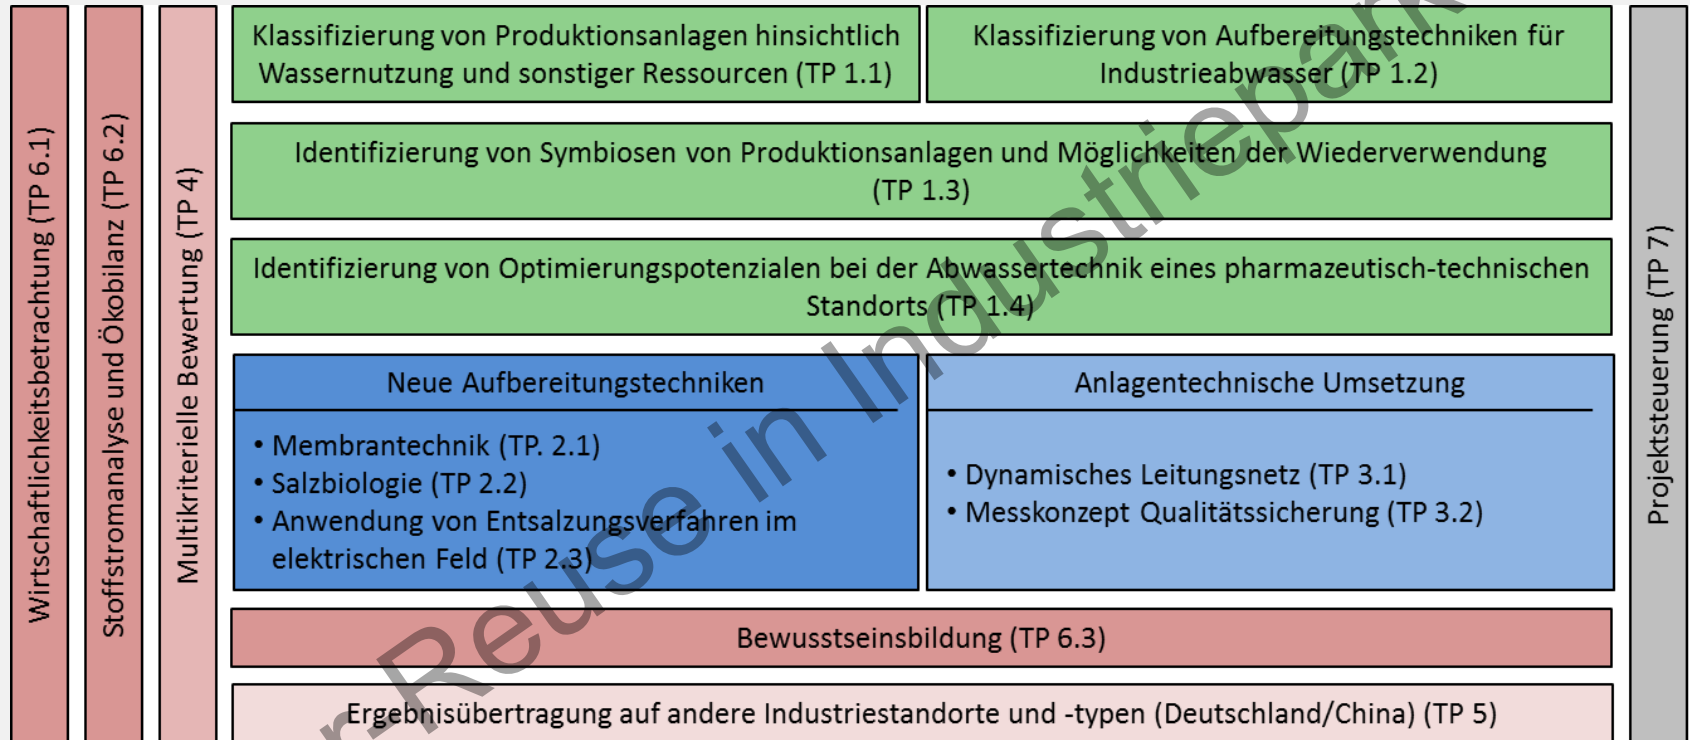 Wirtschaftlichkeitsbetrachtung (TP 6.1)
Stoffstromanalyse und Ökobilanz (TP 6.2)
Multikriterielle Bewertung (TP 4)
Klassifizierung von Produktionsanlagen hinsichtlich
Wassernutzung und sonstiger Ressourcen (TP 1.1)
Klassifizierung von Aufbereitungstechniken für
Industrieabwasser (TP 1.2)
Identifizierung von Symbiosen von Produktionsanlagen und Möglichkeiten der Wiederverwendung
(TP 1.3)
Identifizierung von Optimierungspotenzialen bei der Abwassertechnik eines pharmazeutisch-technischen
Standorts (TP 1.4)
Neue Aufbereitungstechniken
• Membrantechnik (TP. 2.1)
• Salzbiologie (TP 2.2)
• Anwendung von Entsalzungsverfahren im
elektrischen Feld (TP 2.3)
Anlagentechnische Umsetzung
• Dynamisches Leitungsnetz (TP 3.1)
• Messkonzept Qualitätssicherung (TP 3.2)
Bewusstseinsbildung (TP 6.3)
Ergebnisübertragung auf andere Industriestandorte und -typen (Deutschland/China) (TP 5)
Projektsteuerung (TP 7)
r-Reuse in Industriepark